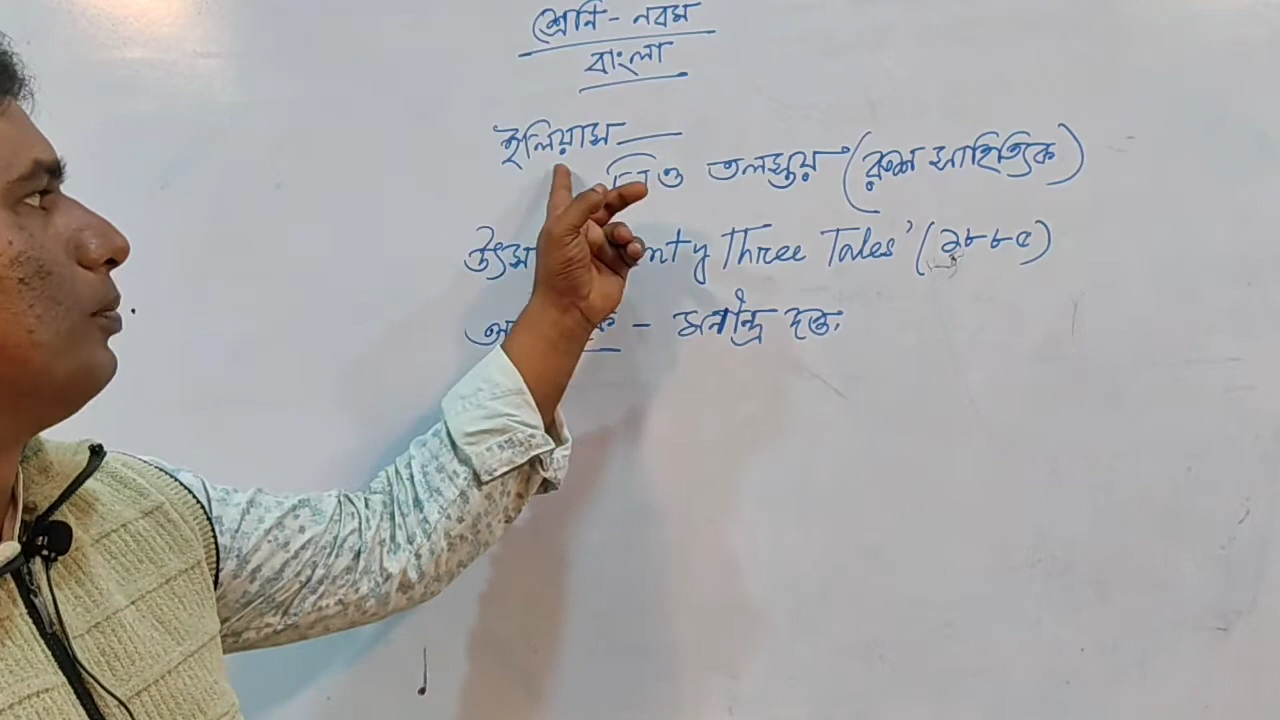 শ্রেনি - নবম
বাংলা
ইলিয়াস —
লিও তলস্তয় (রুশ সাহিত্যিক)
Three Tales' (১৮৮৫)
- মনীন্দ্র দত্ত.